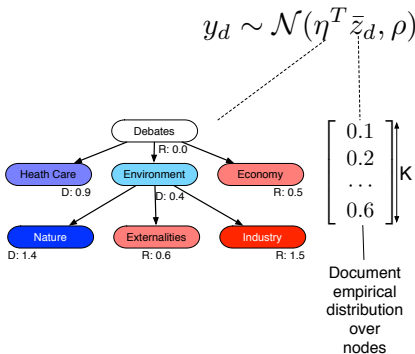 y_d ∼ N(η^T z̄_d, ρ)
Debates
R: 0.0
Heath Care
Environment
Economy
D: 0.9
D: 0.4
R: 0.5
Nature
Externalities
Industry
D: 1.4
R: 0.6
R: 1.5
0.1
0.2
...
0.6
K
Document
empirical
distribution
over
nodes